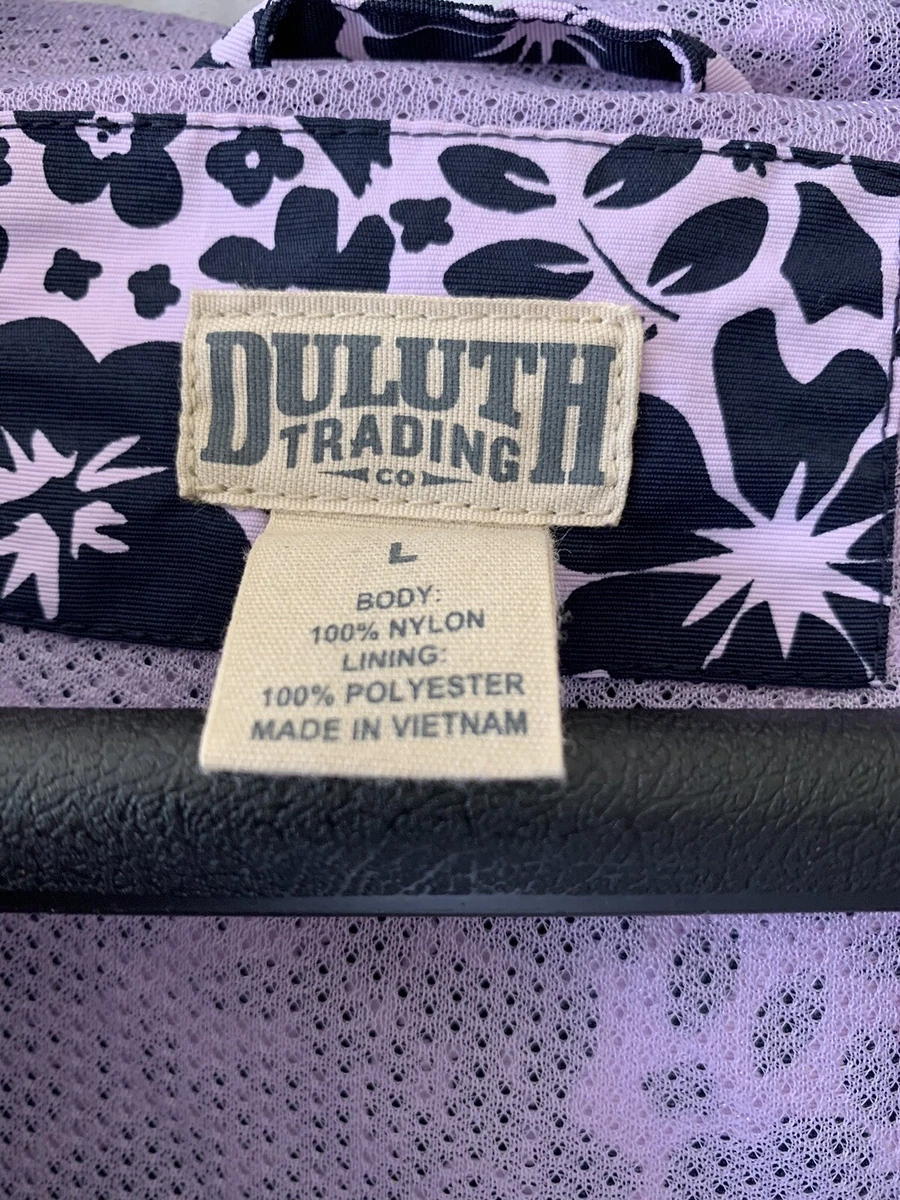 DULUTH
TRADING
CO
L
BODY:
100% NYLON
LINING:
100% POLYESTER
MADE IN VIETNAM